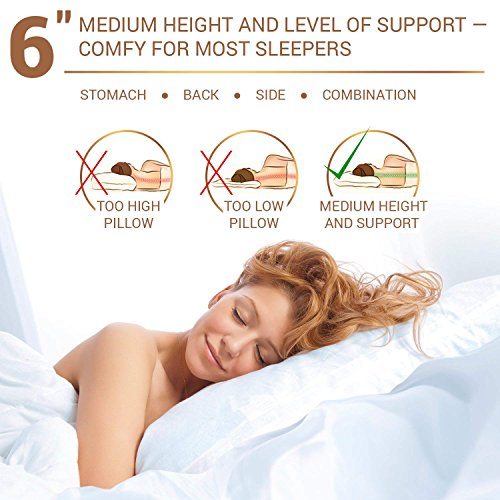 6" MEDIUM HEIGHT AND LEVEL OF SUPPORT –
COMFY FOR MOST SLEEPERS
STOMACH ● BACK ● SIDE ● COMBINATION
TOO HIGH
PILLOW
TOO LOW
PILLOW
MEDIUM HEIGHT
AND SUPPORT